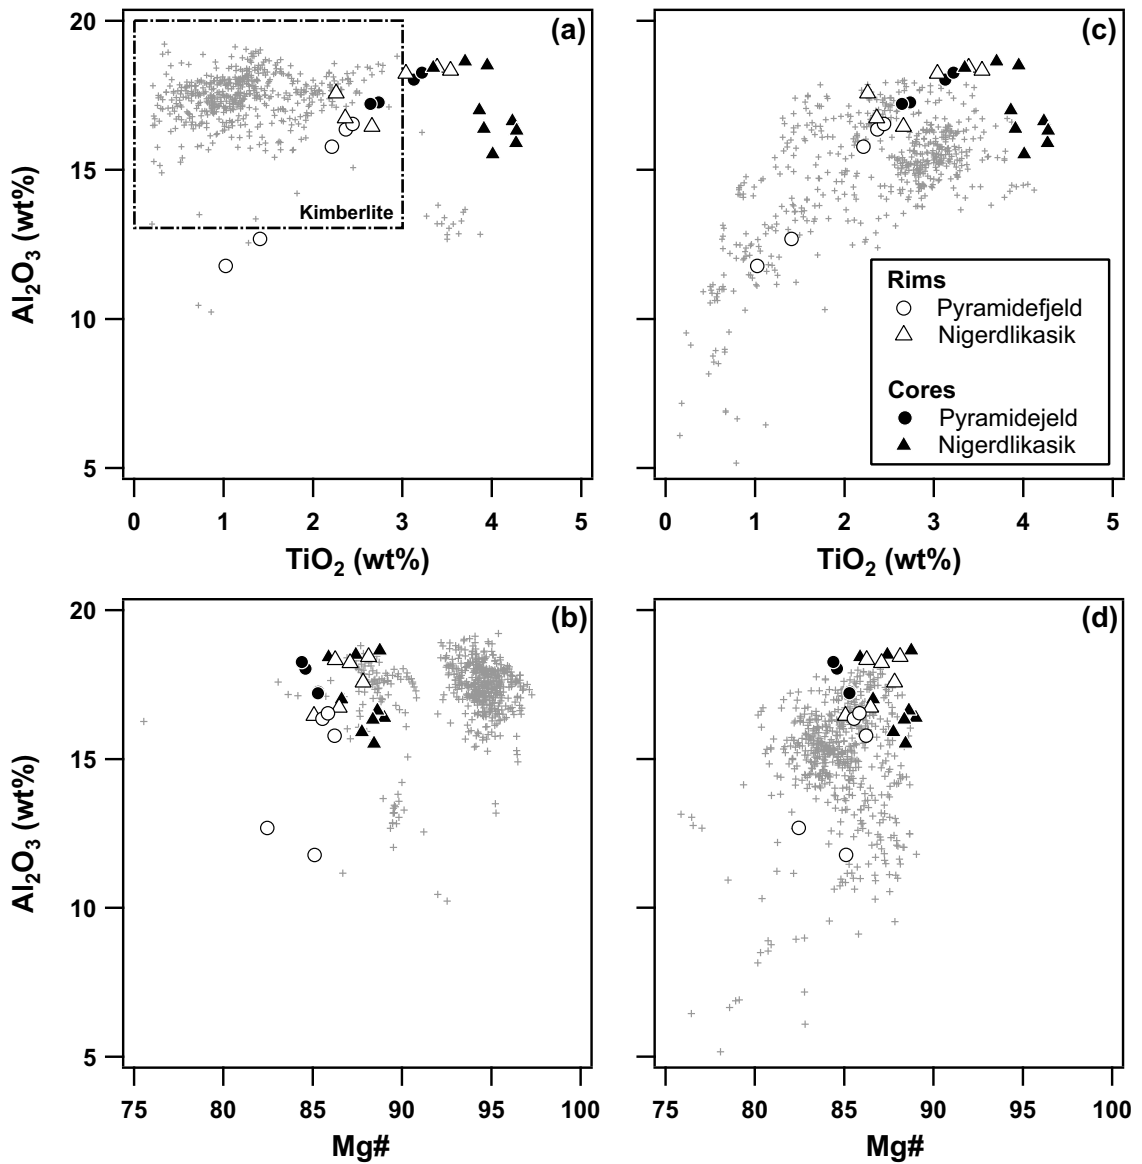 (a)
20
15
10
5
Al2O3 (wt%)
Kimberlite
0 1 2 3 4 5
TiO2 (wt%)
(c)
Rims
Pyramidefjeld
Nigerdlikasik
Cores
Pyramidejeld
Nigerdlikasik
0 1 2 3 4 5
TiO2 (wt%)
(b)
20
15
10
5
Al2O3 (wt%)
75 80 85 90 95 100
Mg#
(d)
75 80 85 90 95 100
Mg#